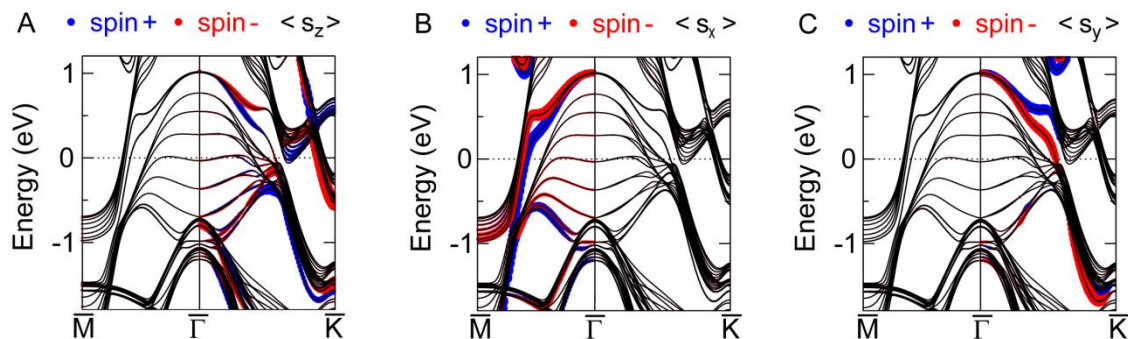 A • spin + • spin - < s_z >
B • spin + • spin - < s_x >
C • spin + • spin - < s_y >
Energy (eV)
1
0
-1
M̅ Γ̅ K̅
Energy (eV)
1
0
-1
M̅ Γ̅ K̅
Energy (eV)
1
0
-1
M̅ Γ̅ K̅